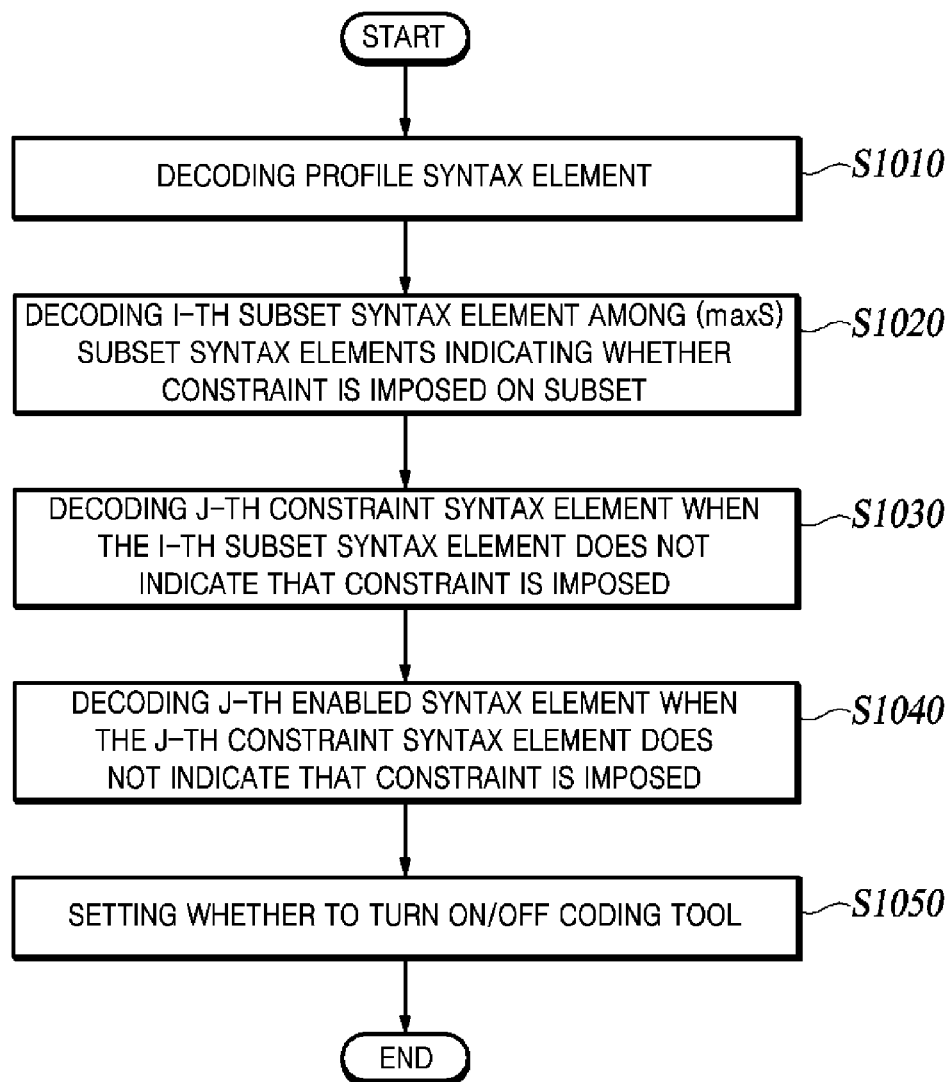 START
DECODING PROFILE SYNTAX ELEMENT
S1010
DECODING I-TH SUBSET SYNTAX ELEMENT AMONG (maxS)
SUBSET SYNTAX ELEMENTS INDICATING WHETHER
CONSTRAINT IS IMPOSED ON SUBSET
S1020
DECODING J-TH CONSTRAINT SYNTAX ELEMENT WHEN
THE I-TH SUBSET SYNTAX ELEMENT DOES NOT
INDICATE THAT CONSTRAINT IS IMPOSED
S1030
DECODING J-TH ENABLED SYNTAX ELEMENT WHEN
THE J-TH CONSTRAINT SYNTAX ELEMENT DOES
NOT INDICATE THAT CONSTRAINT IS IMPOSED
S1040
SETTING WHETHER TO TURN ON/OFF CODING TOOL
S1050
END